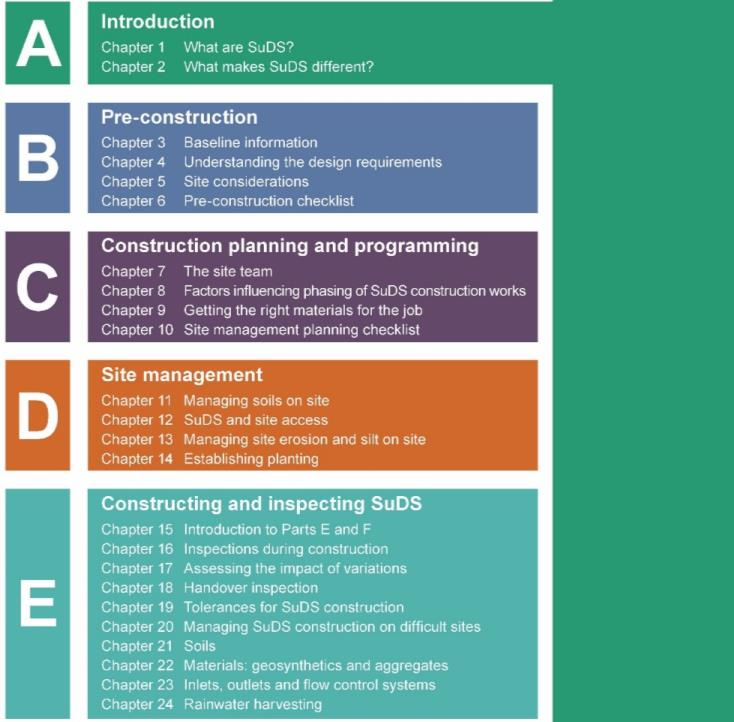 A
Introduction
Chapter 1 What are SuDS?
Chapter 2 What makes SuDS different?
B
Pre-construction
Chapter 3 Baseline information
Chapter 4 Understanding the design requirements
Chapter 5 Site considerations
Chapter 6 Pre-construction checklist
C
Construction planning and programming
Chapter 7 The site team
Chapter 8 Factors influencing phasing of SuDS construction works
Chapter 9 Getting the right materials for the job
Chapter 10 Site management planning checklist
D
Site management
Chapter 11 Managing soils on site
Chapter 12 SuDS and site access
Chapter 13 Managing site erosion and silt on site
Chapter 14 Establishing planting
E
Constructing and inspecting SuDS
Chapter 15 Introduction to Parts E and F
Chapter 16 Inspections during construction
Chapter 17 Assessing the impact of variations
Chapter 18 Handover inspection
Chapter 19 Tolerances for SuDS construction
Chapter 20 Managing SuDS construction on difficult sites
Chapter 21 Soils
Chapter 22 Materials: geosynthetics and aggregates
Chapter 23 Inlets, outlets and flow control systems
Chapter 24 Rainwater harvesting